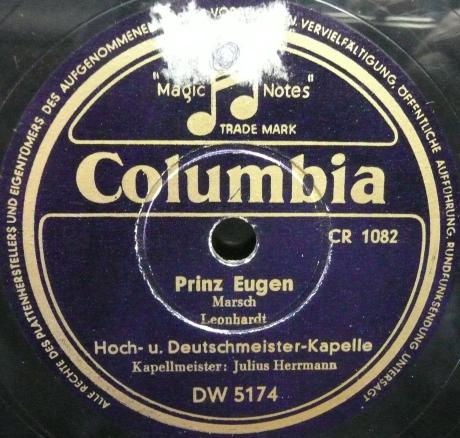 ALLE RECHTE DES PLATTENHERSTELLERS UND EIGENTÜMERS DES AUFGENOMMENEN
VERVIELFÄLTIGUNG, ÖFFENTLICHE AUFFÜHRUNG, RUNDFUNKSENDUNG UNTERSAGT
"Magic Notes"
TRADE MARK
Columbia
CR 1082
Prinz Eugen
Marsch
Leonhardt
Hoch- u. Deutschmeister-Kapelle
Kapellmeister: Julius Herrmann
DW 5174